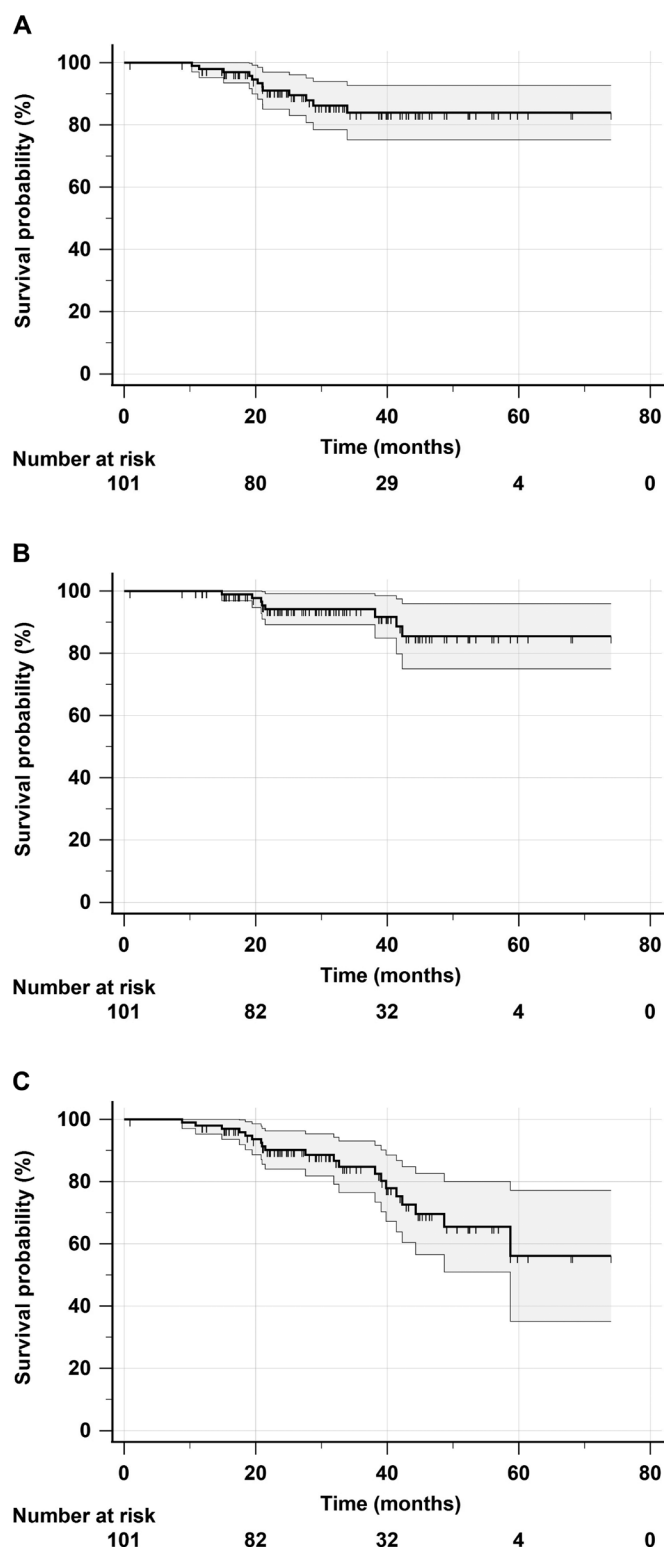 A
Survival probability (%)
100
80
60
40
20
0
0 20 40 60 80
Time (months)
Number at risk
101 80 29 4 0
B
Survival probability (%)
100
80
60
40
20
0
0 20 40 60 80
Time (months)
Number at risk
101 82 32 4 0
C
Survival probability (%)
100
80
60
40
20
0
0 20 40 60 80
Time (months)
Number at risk
101 82 32 4 0